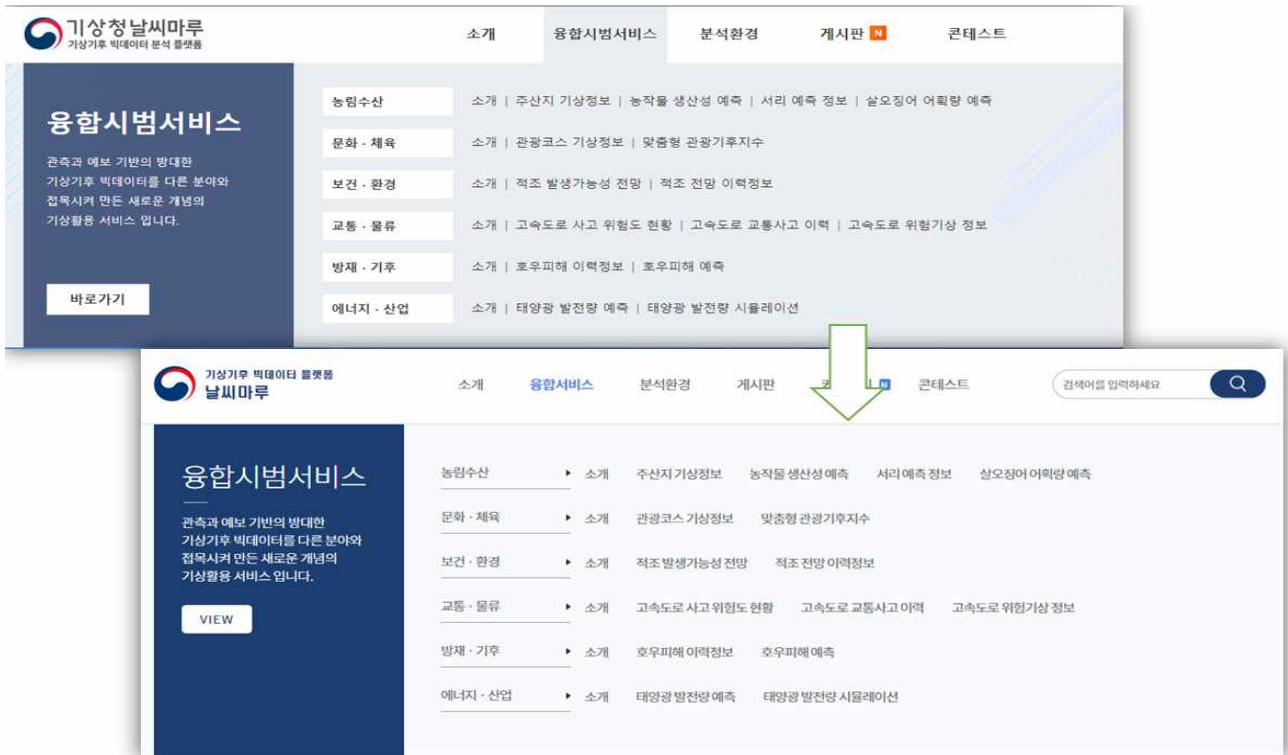 기상청날씨마루
기상기후 빅데이터 분석 플랫폼
소개 융합시범서비스 분석환경 게시판 N 콘테스트
융합시범서비스
관측과 예보 기반의 방대한
기상기후 빅데이터를 다른 분야와
접목시켜 만든 새로운 개념의
기상활용 서비스 입니다.
바로가기
농림수산 소개 | 주산지 기상정보 | 농작물 생산성 예측 | 서리 예측 정보 | 살오징어 어획량 예측
문화 · 체육 소개 | 관광코스 기상정보 | 맞춤형 관광기후지수
보건 · 환경 소개 | 적조 발생가능성 전망 | 적조 전망 이력정보
교통 · 물류 소개 | 고속도로 사고 위험도 현황 | 고속도로 교통사고 이력 | 고속도로 위험기상 정보
방재 · 기후 소개 | 호우피해 이력정보 | 호우피해 예측
에너지 · 산업 소개 | 태양광 발전량 예측 | 태양광 발전량 시뮬레이션
기상기후 빅데이터 플랫폼
날씨마루
소개 융합서비스 분석환경 게시판 N 콘테스트 검색어를 입력하세요
융합시범서비스
관측과 예보 기반의 방대한
기상기후 빅데이터를 다른 분야와
접목시켜 만든 새로운 개념의
기상활용 서비스 입니다.
VIEW
농림수산 ▶ 소개 주산지 기상정보 농작물 생산성 예측 서리 예측 정보 살오징어 어획량 예측
문화 · 체육 ▶ 소개 관광코스 기상정보 맞춤형 관광기후지수
보건 · 환경 ▶ 소개 적조 발생가능성 전망 적조 전망 이력정보
교통 · 물류 ▶ 소개 고속도로 사고 위험도 현황 고속도로 교통사고 이력 고속도로 위험기상 정보
방재 · 기후 ▶ 소개 호우피해 이력정보 호우피해 예측
에너지 · 산업 ▶ 소개 태양광 발전량 예측 태양광 발전량 시뮬레이션